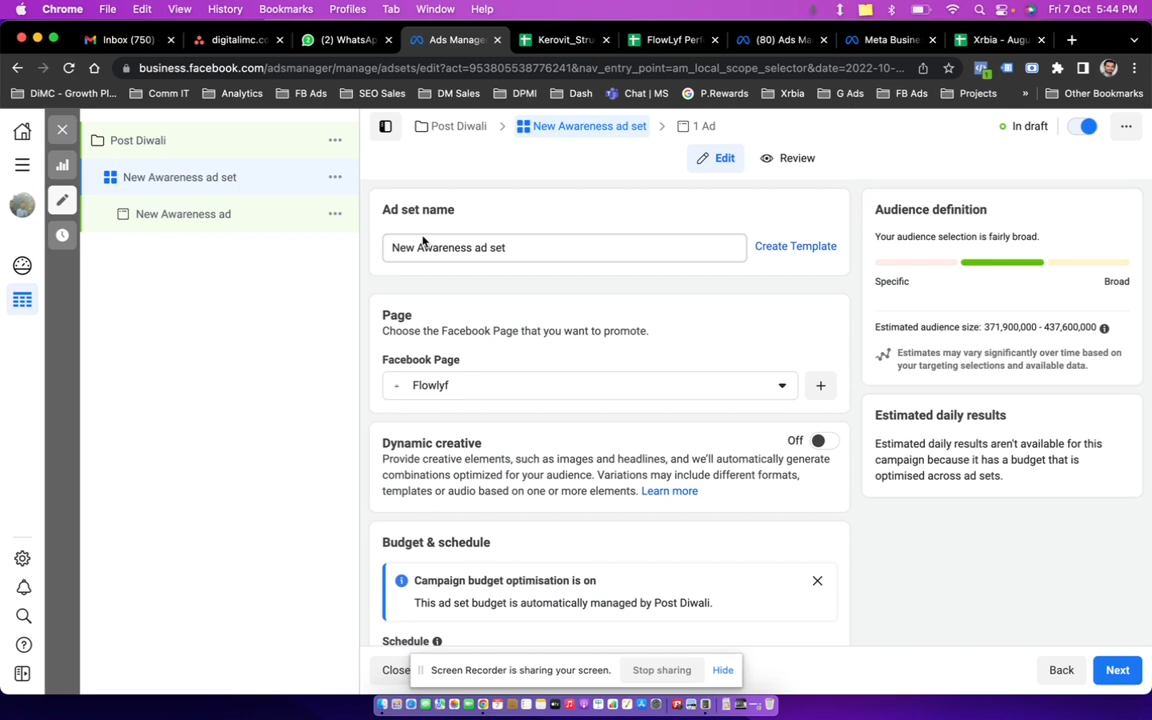 Chrome File Edit View History Bookmarks Profiles Tab Window Help Fri 7 Oct 5:44 PM
Inbox (750) digitalimc.co (2) WhatsA Ads Manage Kerovit_Stru FlowLyf Perf (80) Ads Ma Meta Busine Xrbia - Augu
business.facebook.com/adsmanager/manage/adsets/edit?act=953805538776241&nav_entry_point=am_local_scope_selector&date=2022-10-...
DiMC - Growth Pl... Comm IT Analytics FB Ads SEO Sales DM Sales DPMI Dash Chat | MS P.Rewards Xrbia G Ads FB Ads Projects » Other Bookmarks
Post Diwali
New Awareness ad set
New Awareness ad
Post Diwali > New Awareness ad set > 1 Ad
In draft
Edit
Review
Ad set name
New Awareness ad set
Create Template
Page
Choose the Facebook Page that you want to promote.
Facebook Page
Flowlyf
Dynamic creative
Off
Provide creative elements, such as images and headlines, and we'll automatically generate
combinations optimized for your audience. Variations may include different formats,
templates or audio based on one or more elements. Learn more
Budget & schedule
Campaign budget optimisation is on
This ad set budget is automatically managed by Post Diwali.
Schedule
Audience definition
Your audience selection is fairly broad.
Specific
Broad
Estimated audience size: 371,900,000 - 437,600,000
Estimates may vary significantly over time based on
your targeting selections and available data.
Estimated daily results
Estimated daily results aren't available for this
campaign because it has a budget that is
optimised across ad sets.
Close
Screen Recorder is sharing your screen.
Stop sharing
Hide
Back
Next